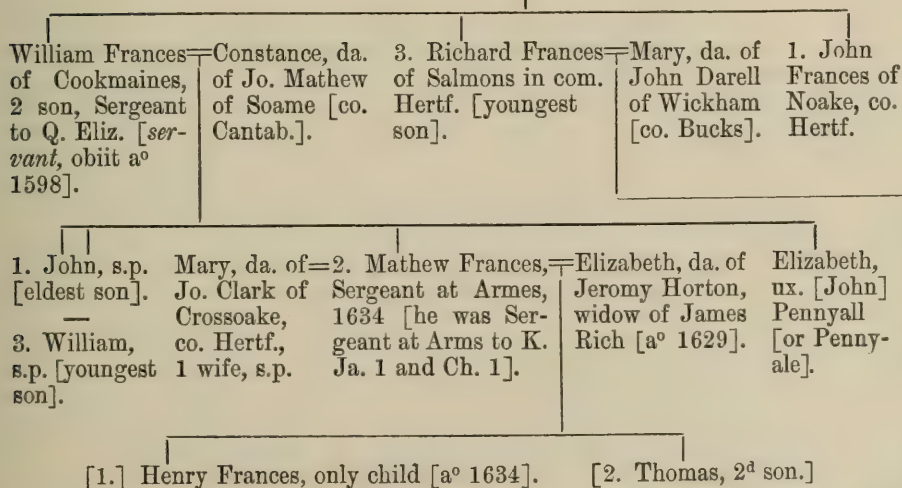 William Frances=
of Cookmaines,
2 son, Sergeant
to Q. Eliz. [ser-
vant, obiit aº
1598].
Constance, da.
of Jo. Mathew
of Soame [co.
Cantab.].
3. Richard Frances=
of Salmons in com.
Hertf. [youngest
son].
Mary, da. of
John Darell
of Wickham
[co. Bucks].
1. John
Frances of
Noake, co.
Hertf.
1. John, s.p.
[eldest son].
—
3. William,
s.p. [youngest
son].
Mary, da. of=
Jo. Clark of
Crossoake,
co. Hertf.,
1 wife, s.p.
2. Mathew Frances,=
Sergeant at Armes,
1634 [he was Ser-
geant at Arms to K.
Ja. 1 and Ch. 1].
Elizabeth, da. of
Jeromy Horton,
widow of James
Rich [aº 1629].
Elizabeth,
ux. [John]
Pennyall
[or Penny-
ale].
[1.] Henry Frances, only child [aº 1634].
[2. Thomas, 2ᵈ son.]